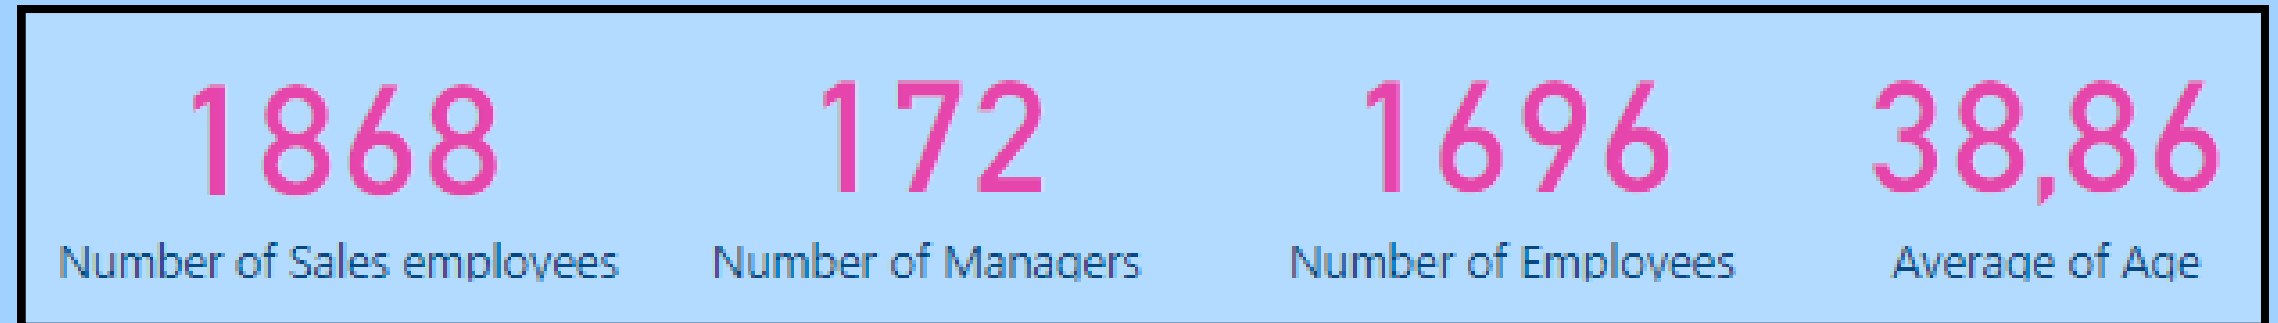 1868 172 1696 38,86
Number of Sales employees Number of Managers Number of Employees Average of Age